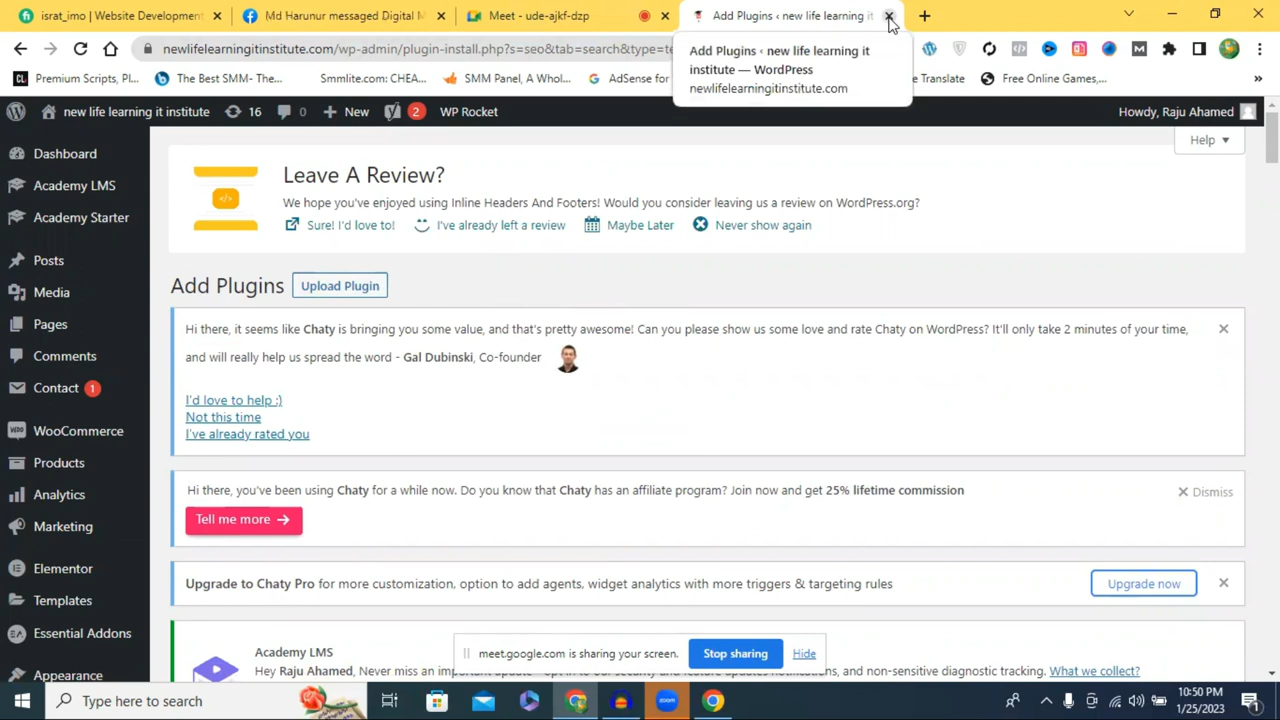 israt_imo | Website Development
Md Harunur messaged Digital M
Meet - ude-ajkf-dzp
Add Plugins ‹ new life learning it
newlifelearningitinstitute.com/wp-admin/plugin-install.php?s=seo&tab=search&type=te
Add Plugins ‹ new life learning it
institute — WordPress
newlifelearningitinstitute.com
Premium Scripts, Pl...
The Best SMM- The...
Smmlite.com: CHEA...
SMM Panel, A Whol...
AdSense for
Translate
Free Online Games,...
»
new life learning it institute
16
0
New
2
WP Rocket
Howdy, Raju Ahamed
Help
Dashboard
Academy LMS
Academy Starter
Posts
Media
Pages
Comments
Contact 1
WooCommerce
Products
Analytics
Marketing
Elementor
Templates
Essential Addons
Appearance
Leave A Review?
We hope you've enjoyed using Inline Headers And Footers! Would you consider leaving us a review on WordPress.org?
Sure! I'd love to!
I've already left a review
Maybe Later
Never show again
Add Plugins
Upload Plugin
Hi there, it seems like Chaty is bringing you some value, and that's pretty awesome! Can you please show us some love and rate Chaty on WordPress? It'll only take 2 minutes of your time,
and will really help us spread the word - Gal Dubinski, Co-founder
I'd love to help :)
Not this time
I've already rated you
Hi there, you've been using Chaty for a while now. Do you know that Chaty has an affiliate program? Join now and get 25% lifetime commission
Dismiss
Tell me more →
Upgrade to Chaty Pro for more customization, option to add agents, widget analytics with more triggers & targeting rules
Upgrade now
Academy LMS
Hey Raju Ahamed, Never miss an
notifications, and non-sensitive diagnostic tracking. What we collect?
meet.google.com is sharing your screen.
Stop sharing
Hide
Type here to search
10:50 PM
1/25/2023
1